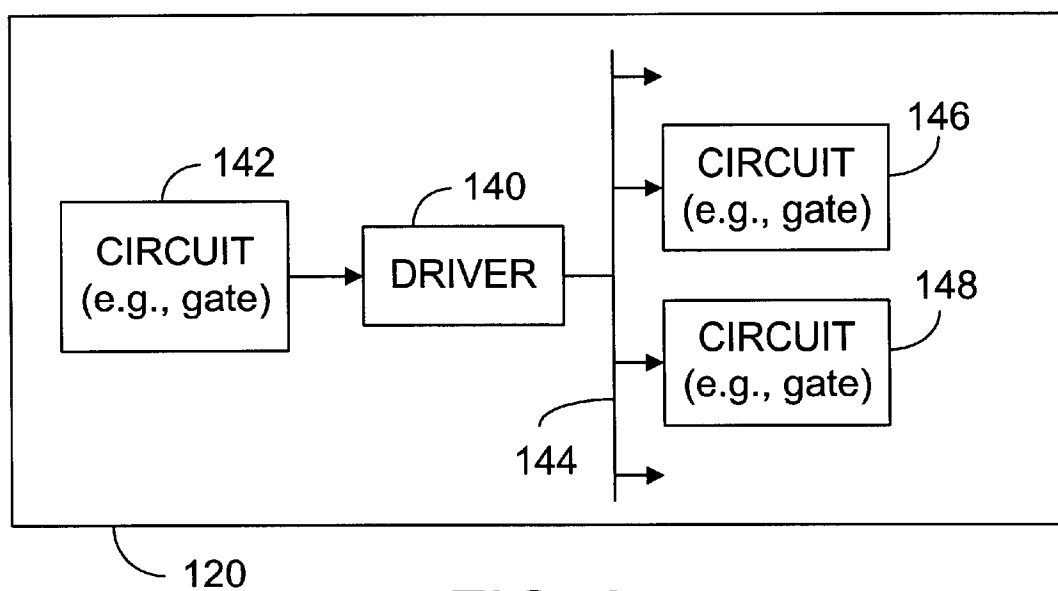 146
142
140
CIRCUIT
(e.g., gate)
CIRCUIT
(e.g., gate)
DRIVER
148
CIRCUIT
(e.g., gate)
144
120